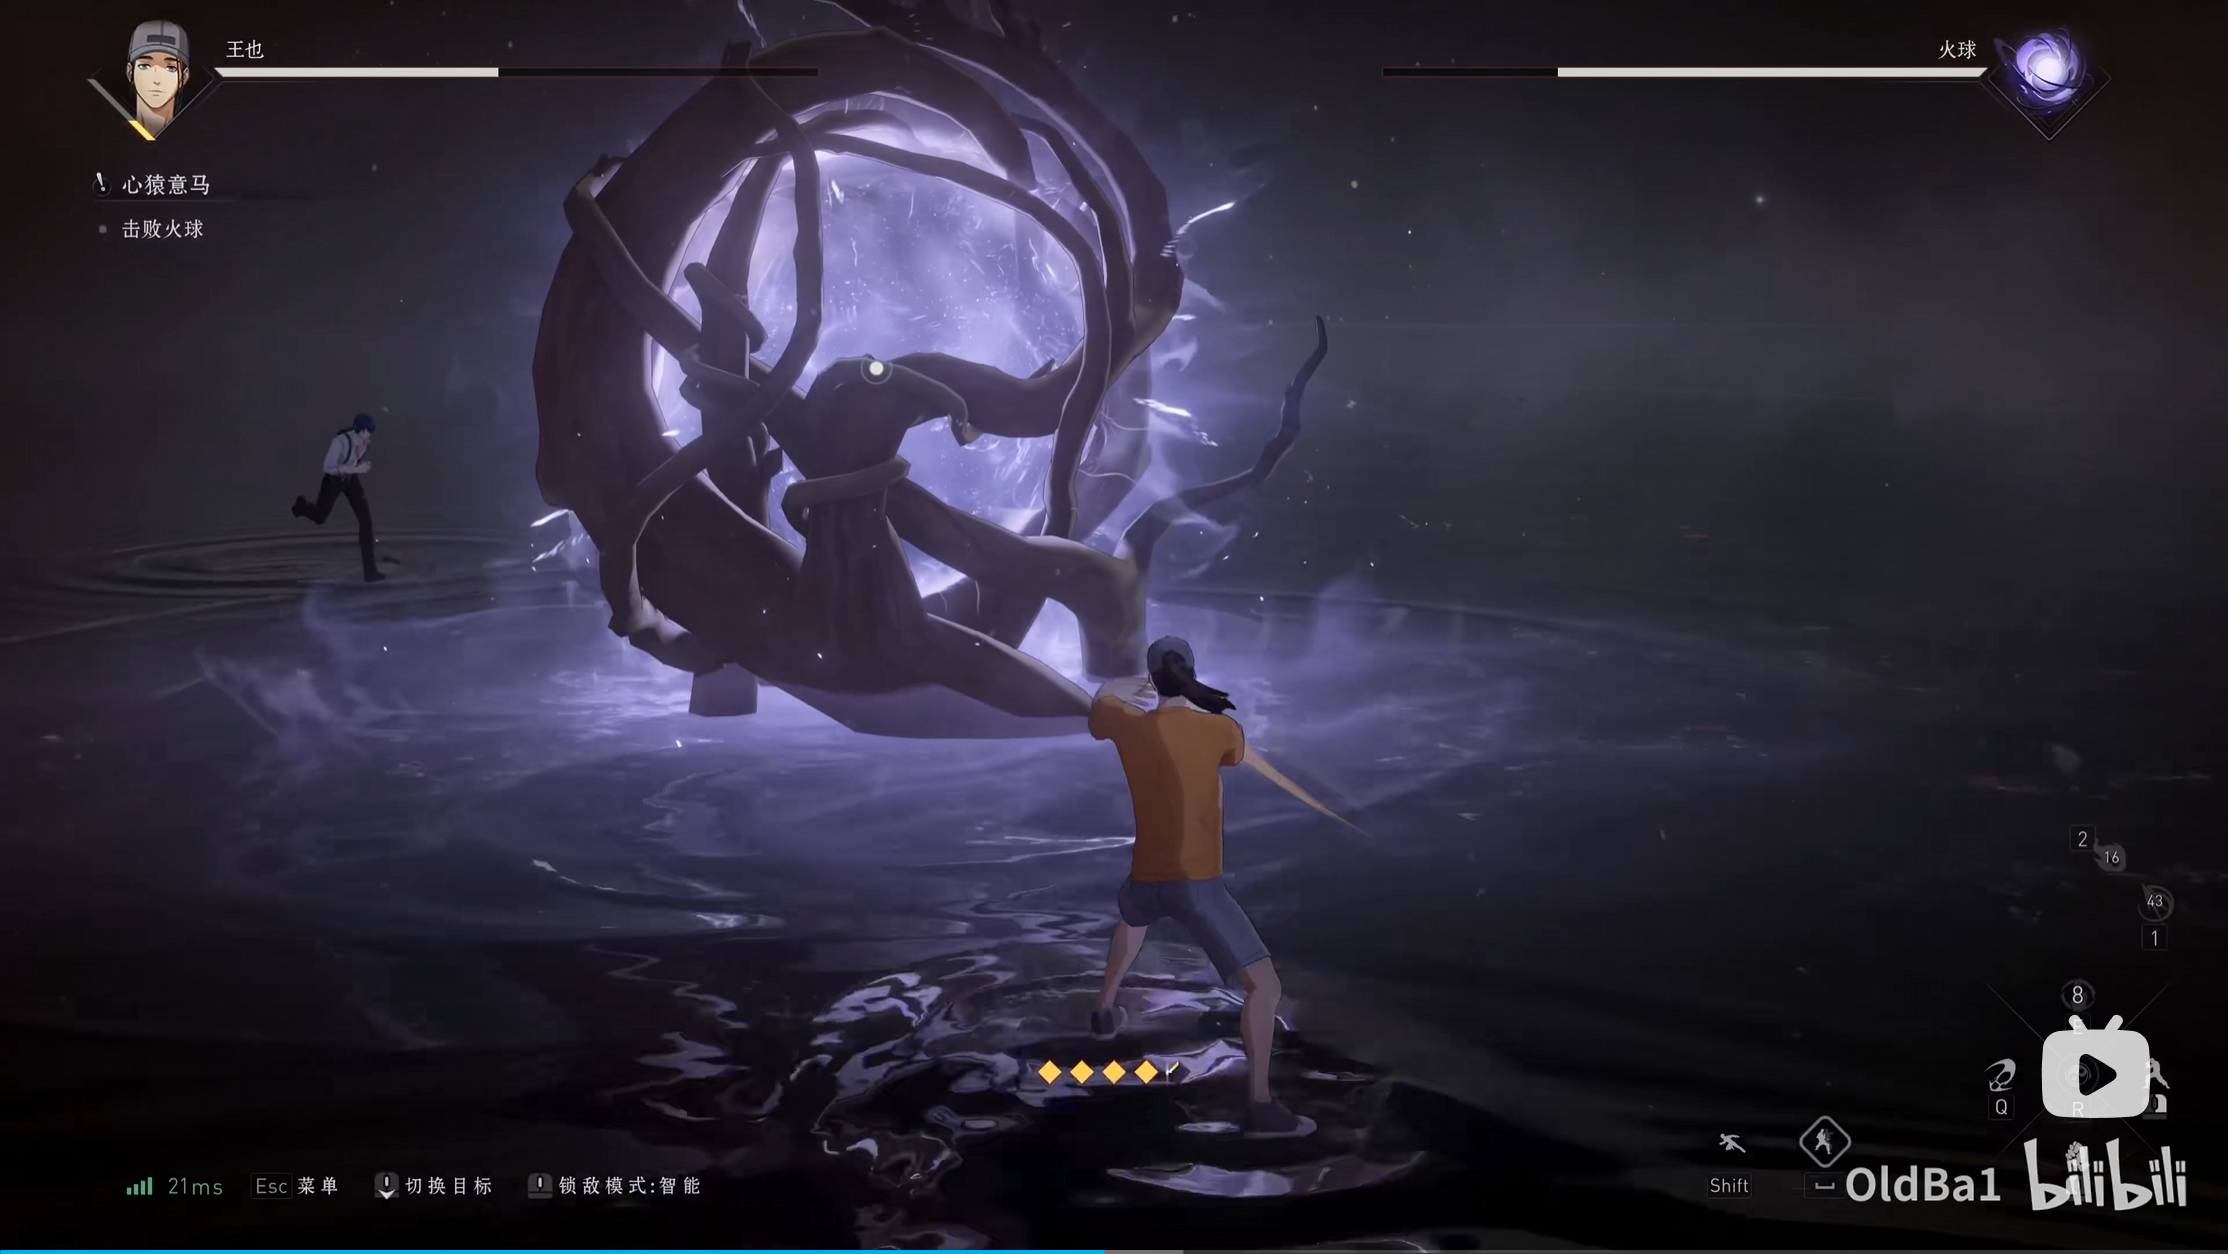 王也
火球
心猿意马
击败火球
2
16
43
1
8
E
Q
R
21ms
Esc 菜单
切换目标
锁敌模式:智能
Shift
OldBa1
bilibili